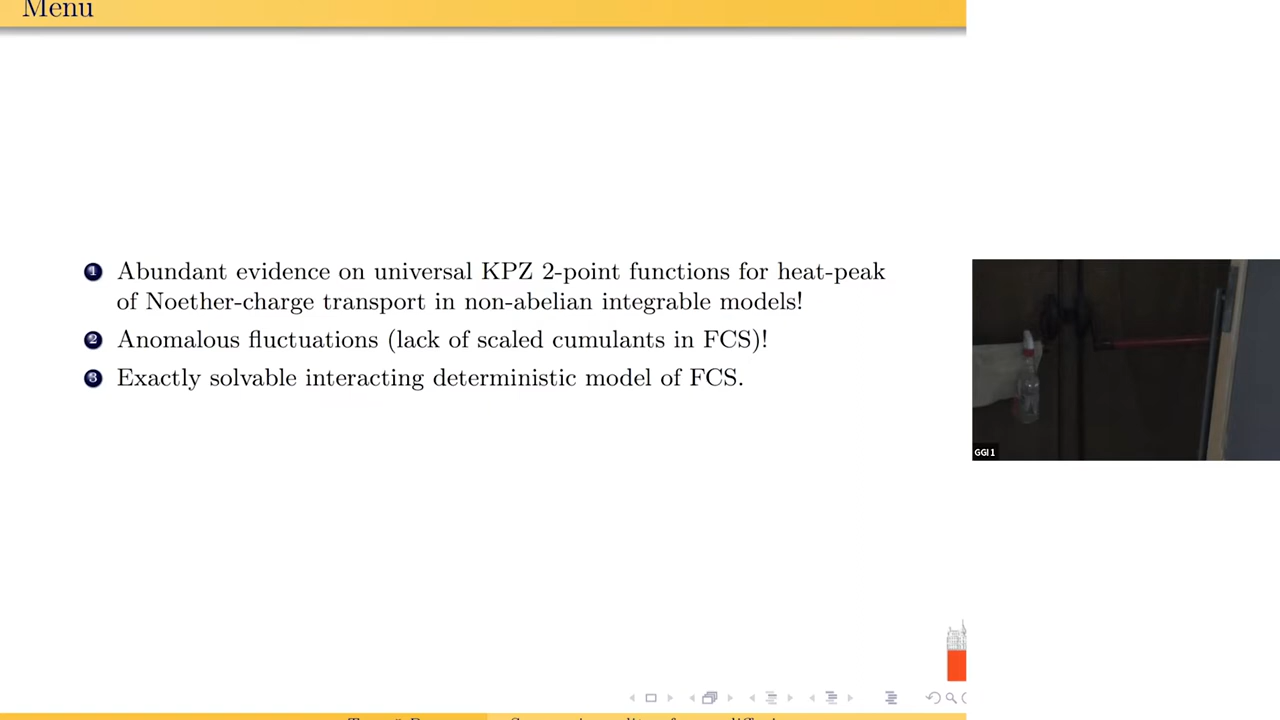 Menu
1 Abundant evidence on universal KPZ 2-point functions for heat-peak
of Noether-charge transport in non-abelian integrable models!
2 Anomalous fluctuations (lack of scaled cumulants in FCS)!
3 Exactly solvable interacting deterministic model of FCS.
GGI 1